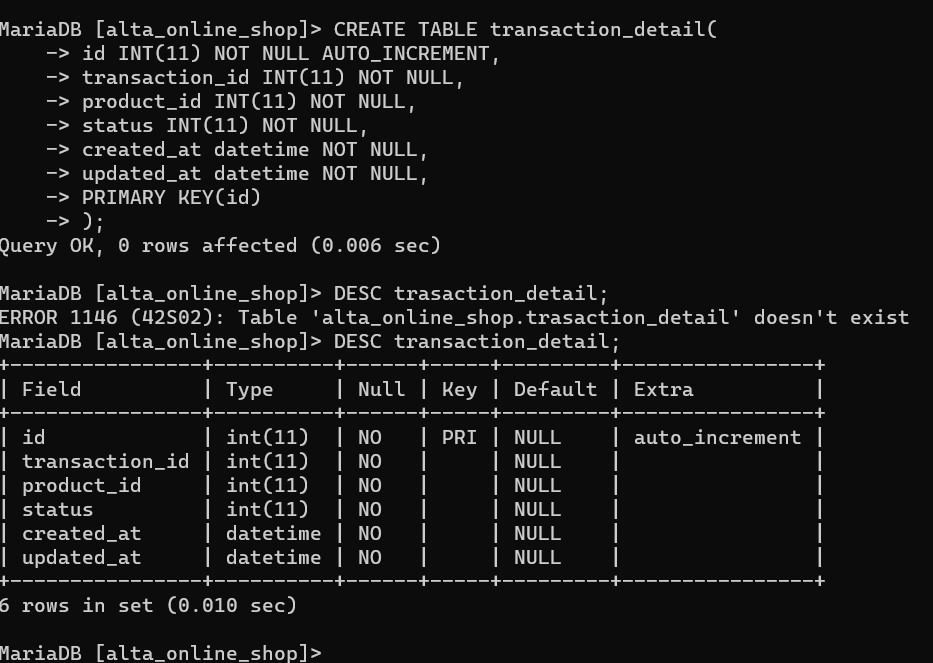 MariaDB [alta_online_shop]> CREATE TABLE transaction_detail(
    -> id INT(11) NOT NULL AUTO_INCREMENT,
    -> transaction_id INT(11) NOT NULL,
    -> product_id INT(11) NOT NULL,
    -> status INT(11) NOT NULL,
    -> created_at datetime NOT NULL,
    -> updated_at datetime NOT NULL,
    -> PRIMARY KEY(id)
    -> );
Query OK, 0 rows affected (0.006 sec)

MariaDB [alta_online_shop]> DESC trasaction_detail;
ERROR 1146 (42S02): Table 'alta_online_shop.trasaction_detail' doesn't exist
MariaDB [alta_online_shop]> DESC transaction_detail;
+----------------+----------+------+-----+---------+----------------+
| Field          | Type     | Null | Key | Default | Extra          |
+----------------+----------+------+-----+---------+----------------+
| id             | int(11)  | NO   | PRI | NULL    | auto_increment |
| transaction_id | int(11)  | NO   |     | NULL    |                |
| product_id     | int(11)  | NO   |     | NULL    |                |
| status         | int(11)  | NO   |     | NULL    |                |
| created_at     | datetime | NO   |     | NULL    |                |
| updated_at     | datetime | NO   |     | NULL    |                |
+----------------+----------+------+-----+---------+----------------+
6 rows in set (0.010 sec)

MariaDB [alta_online_shop]>